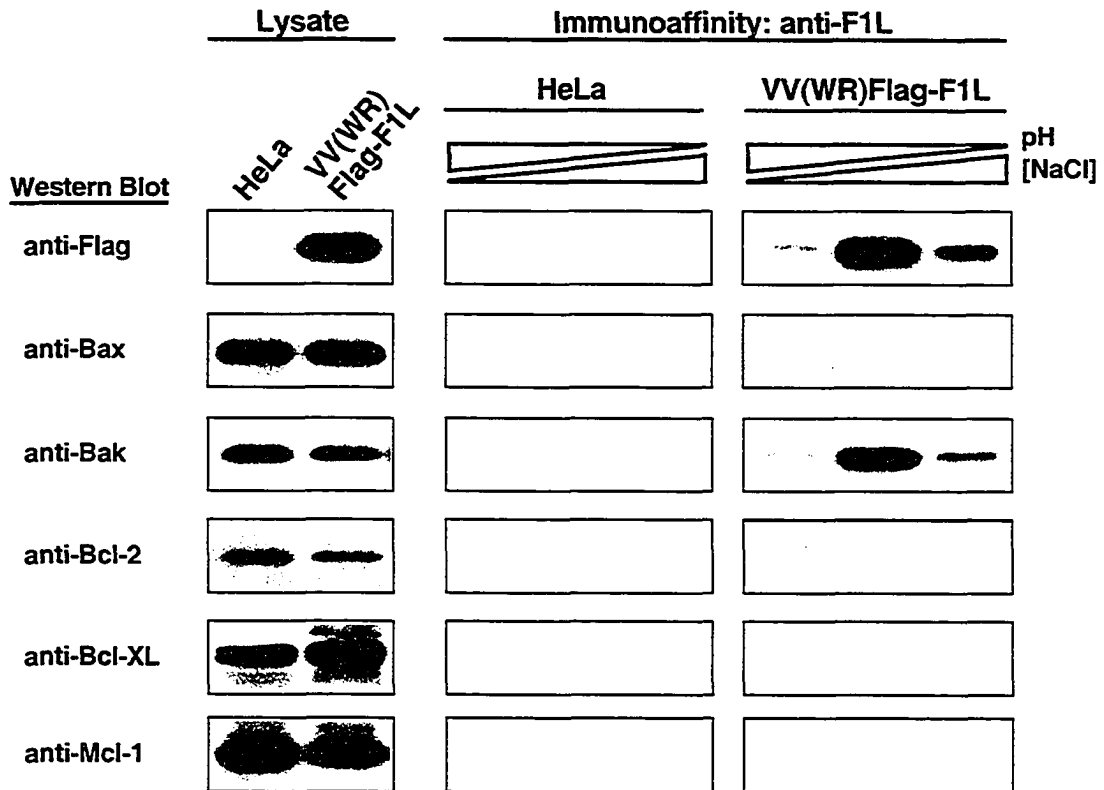 Lysate
Immunoaffinity: anti-F1L
HeLa
VV(WR)
Flag-F1L
HeLa
VV(WR)Flag-F1L
pH
[NaCl]
Western Blot
anti-Flag
anti-Bax
anti-Bak
anti-Bcl-2
anti-Bcl-XL
anti-Mcl-1